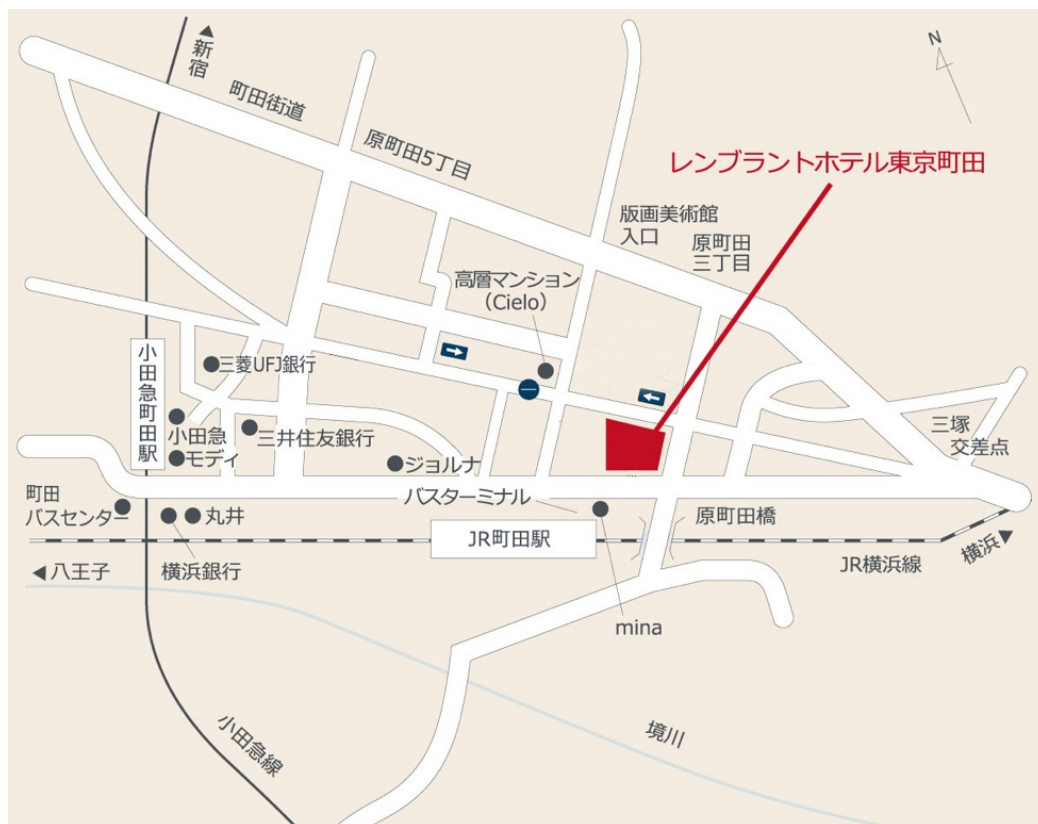 ▲新宿
N
町田街道
原町田5丁目
レンブラントホテル東京町田
版画美術館
入口
原町田
三丁目
高層マンション
（Cielo）
小田急町田駅
三菱UFJ銀行
小田急
モディ
三井住友銀行
ジョルナ
三塚
交差点
町田
バスセンター
丸井
バスターミナル
原町田橋
JR町田駅
◀八王子
横浜銀行
JR横浜線
横浜▶
mina
小田急線
境川